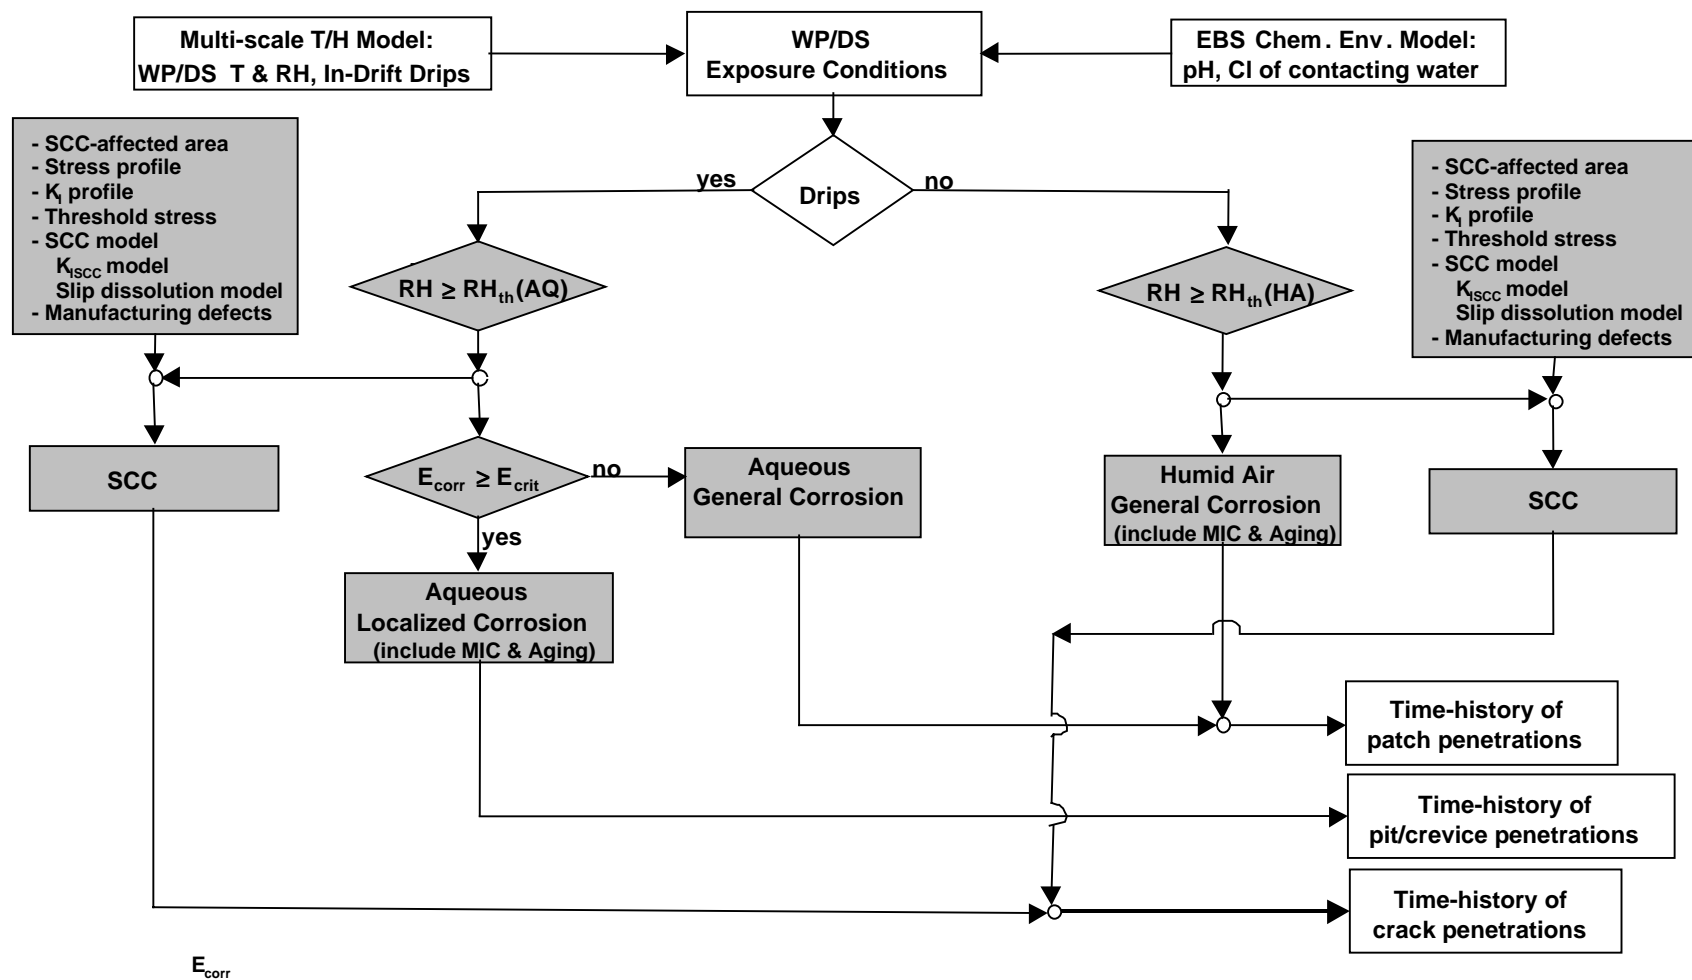 Multi-scale T/H Model:
WP/DS T & RH, In-Drift Drips
WP/DS
Exposure Conditions
EBS Chem. Env. Model:
pH, Cl of contacting water
- SCC-affected area
- Stress profile
- KI profile
- Threshold stress
- SCC model
KISCC model
Slip dissolution model
- Manufacturing defects
yes
Drips
no
- SCC-affected area
- Stress profile
- KI profile
- Threshold stress
- SCC model
KISCC model
Slip dissolution model
- Manufacturing defects
RH ≥ RHth(AQ)
RH ≥ RHth(HA)
SCC
Ecorr ≥ Ecrit
no
Aqueous
General Corrosion
Humid Air
General Corrosion
(include MIC & Aging)
SCC
yes
Aqueous
Localized Corrosion
(include MIC & Aging)
Time-history of
patch penetrations
Time-history of
pit/crevice penetrations
Time-history of
crack penetrations
Ecorr